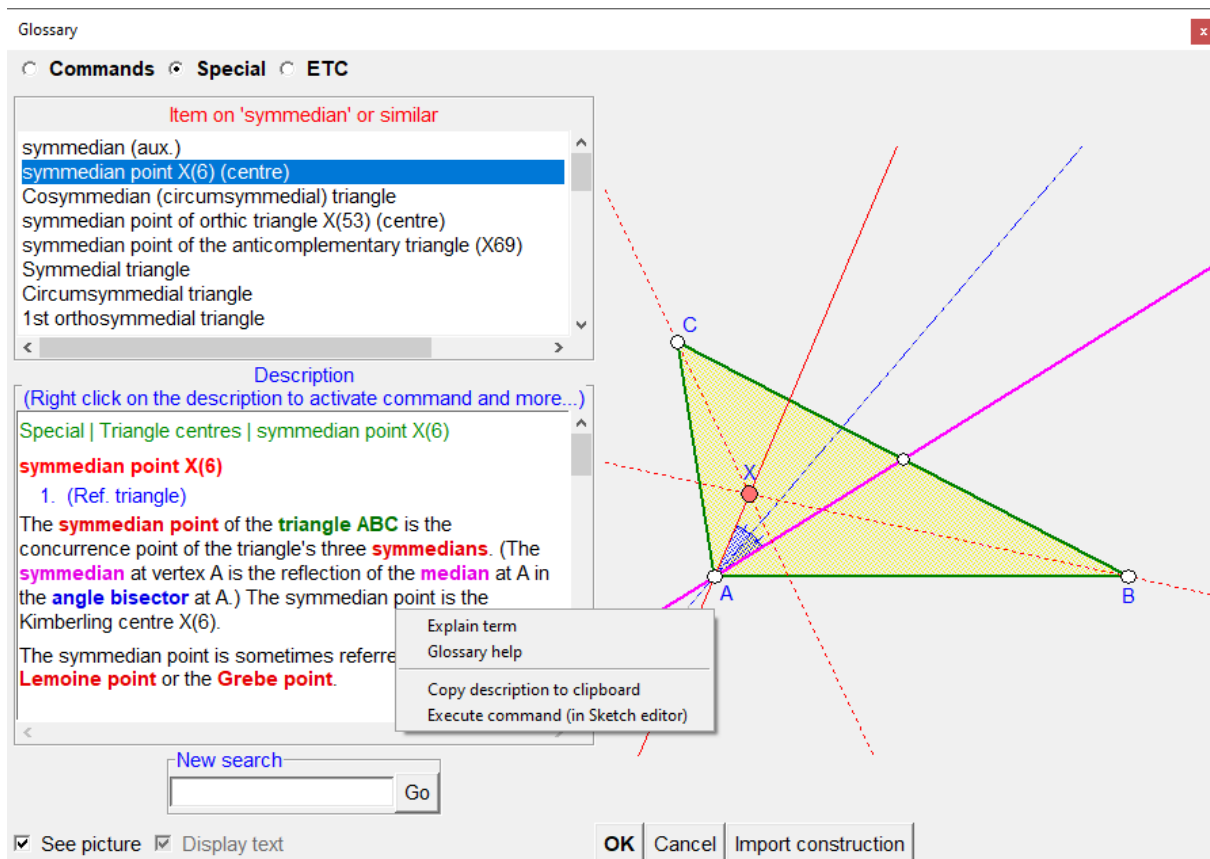 Glossary
x
Commands Special ETC
Item on 'symmedian' or similar
symmedian (aux.)
symmedian point X(6) (centre)
Cosymmedian (circumsymmedial) triangle
symmedian point of orthic triangle X(53) (centre)
symmedian point of the anticomplementary triangle (X69)
Symmedial triangle
Circumsymmedial triangle
1st orthosymmedial triangle
Description
(Right click on the description to activate command and more...)
Special | Triangle centres | symmedian point X(6)
symmedian point X(6)
1. (Ref. triangle)
The symmedian point of the triangle ABC is the
concurrence point of the triangle's three symmedians. (The
symmedian at vertex A is the reflection of the median at A in
the angle bisector at A.) The symmedian point is the
Kimberling centre X(6).
The symmedian point is sometimes referre
Lemoine point or the Grebe point.
Explain term
Glossary help
Copy description to clipboard
Execute command (in Sketch editor)
New search
Go
See picture Display text
C
X
A
B
OK Cancel Import construction